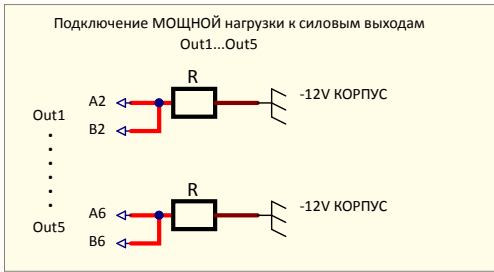 Подключение МОЩНОЙ нагрузки к силовым выходам
Out1...Out5
R
A2
-12V КОРПУС
Out1
B2
R
A6
-12V КОРПУС
Out5
B6